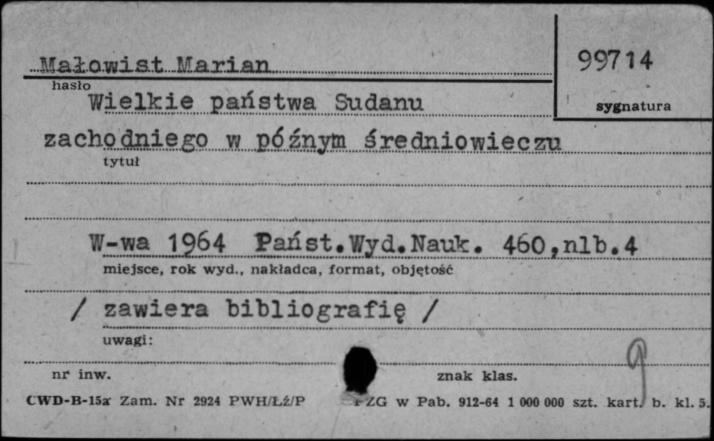 Małowist Marian
99714
hasło
sygnatura
Wielkie państwa Sudanu
zachodniego w późnym średniowieczu
tytuł
W-wa 1964 Państ.Wyd.Nauk. 460,nlb.4
miejsce, rok wyd., nakładca, format, objętość
/ zawiera bibliografię /
uwagi:
nr inw.
znak klas.
CWD-B-15a Zam. Nr 2924 PWH/Łź/P PZG w Pab. 912-64 1 000 000 szt. kart. b. kl. 5.